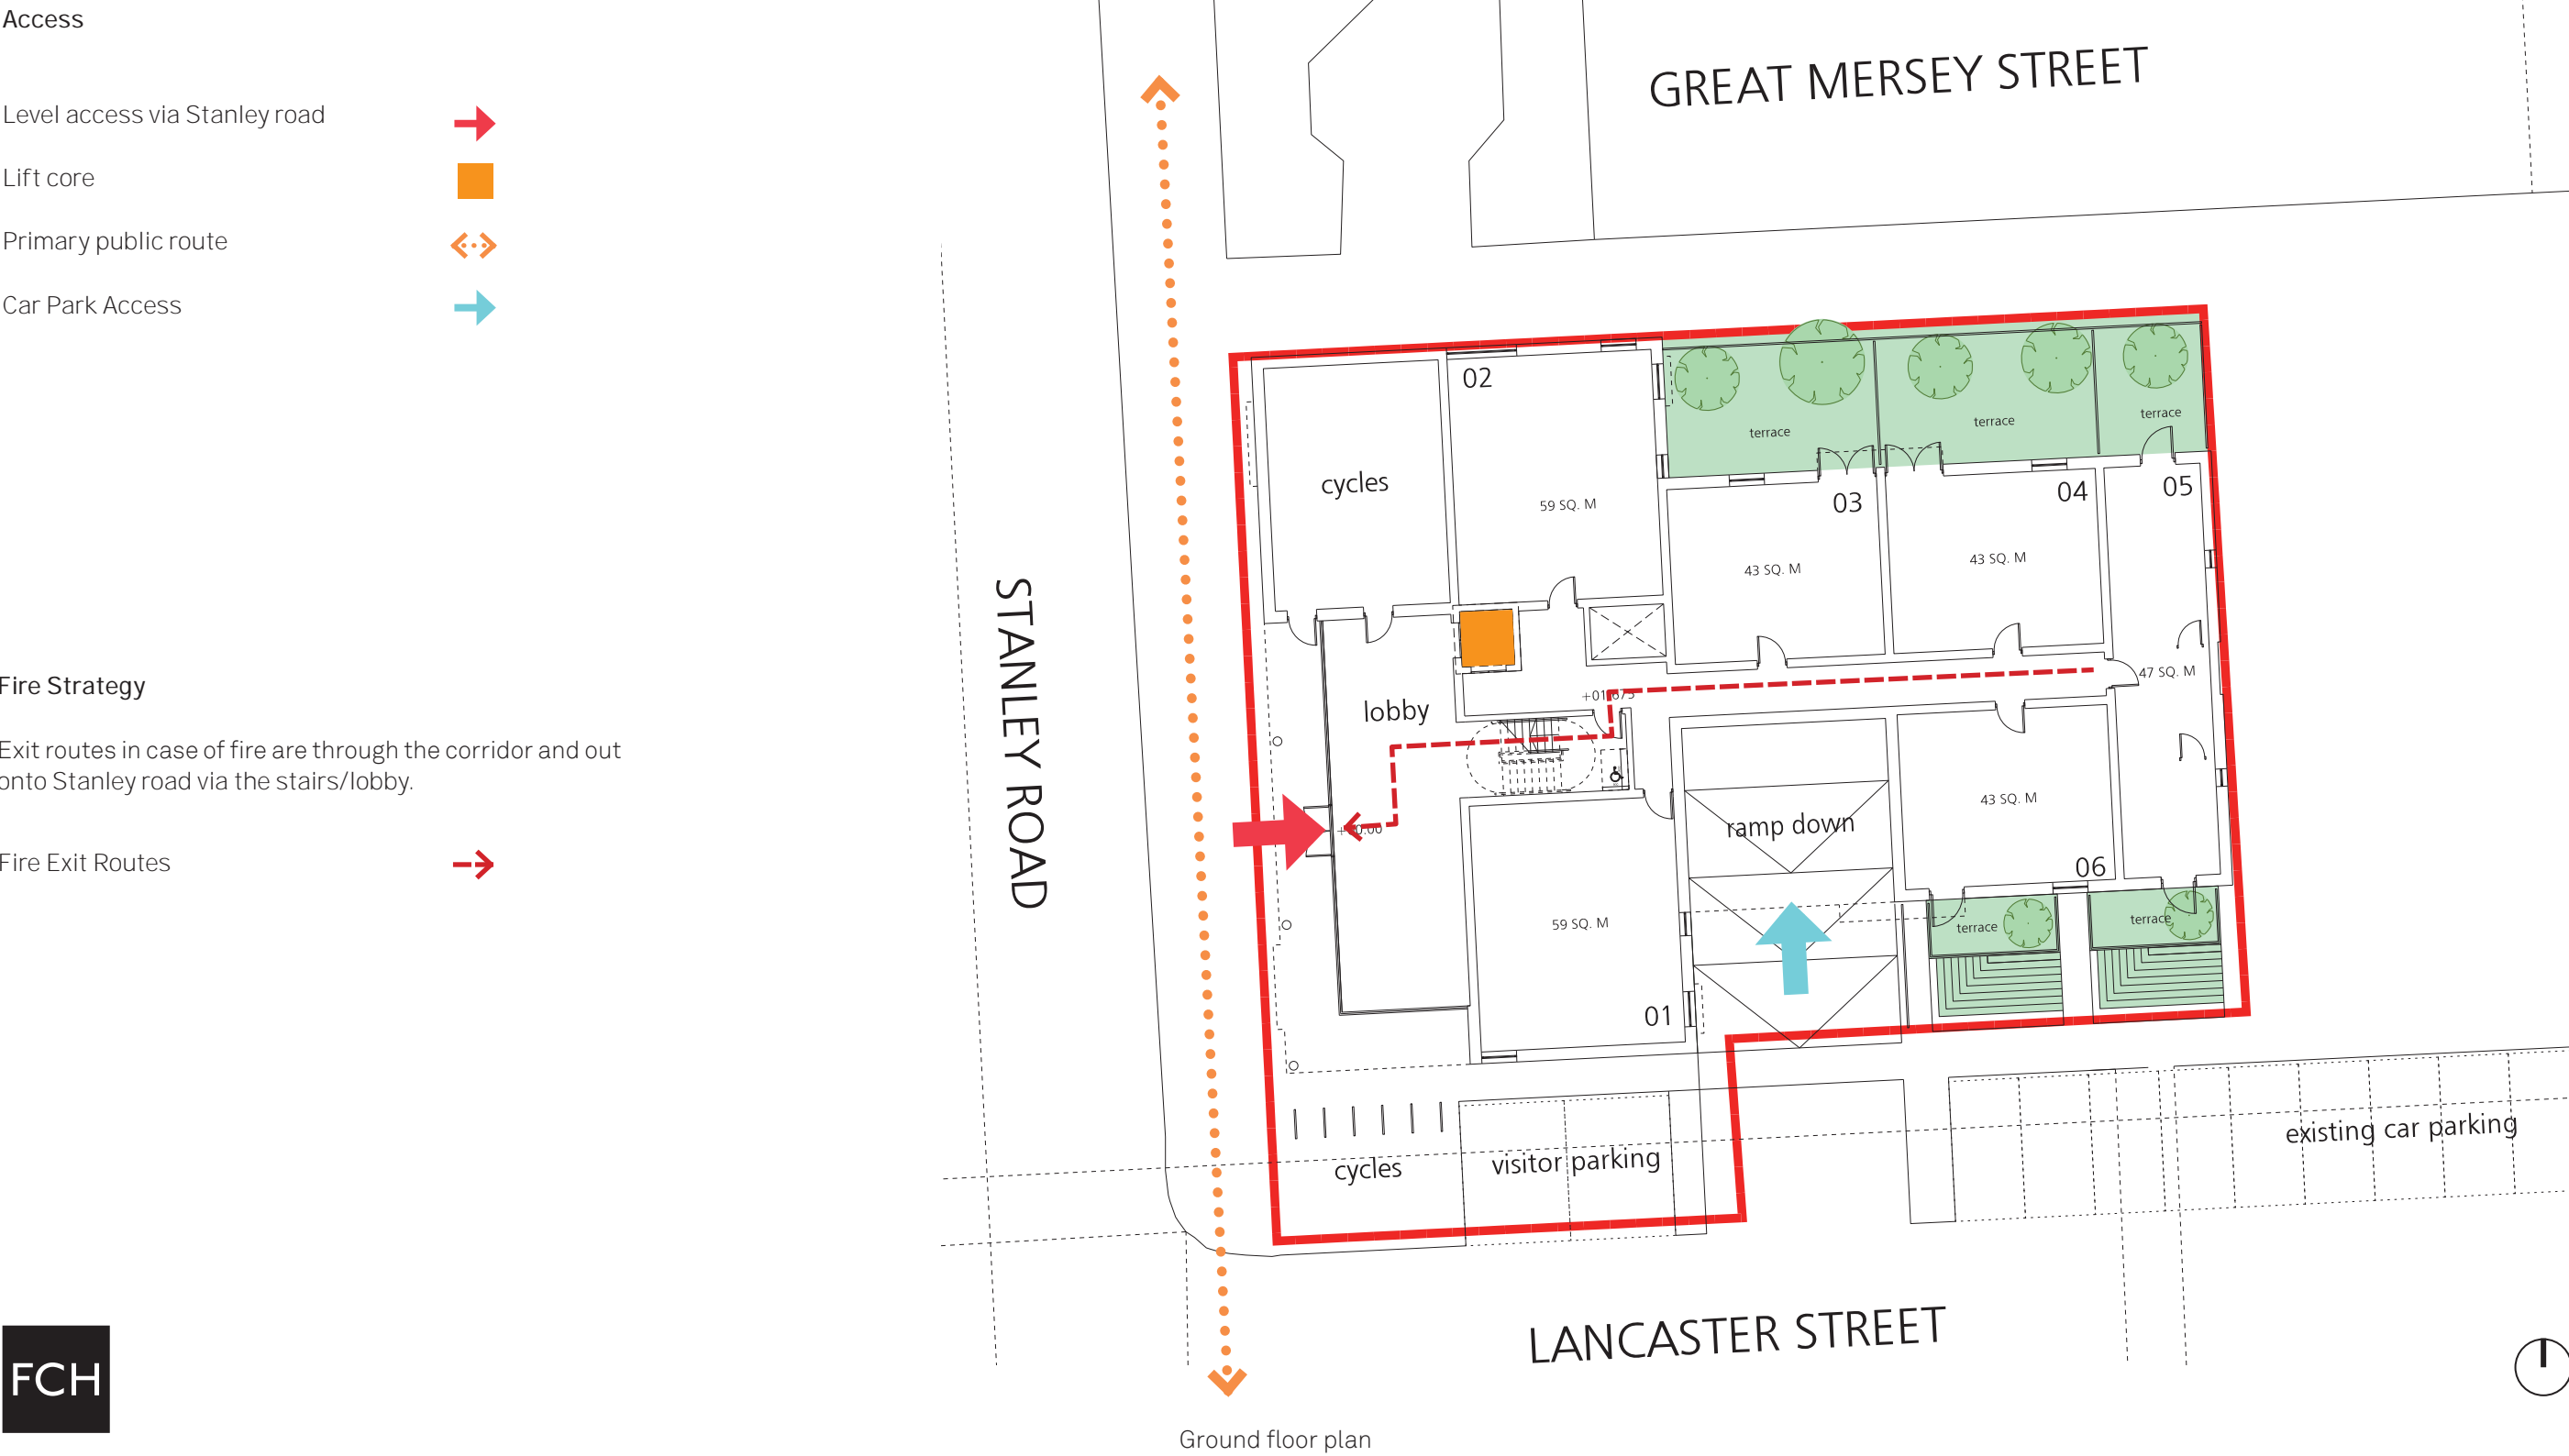 Access
Level access via Stanley road
Lift core
Primary public route
Car Park Access
Fire Strategy
Exit routes in case of fire are through the corridor and out
onto Stanley road via the stairs/lobby.
Fire Exit Routes
FCH
GREAT MERSEY STREET
STANLEY ROAD
02
cycles
59 SQ. M
terrace
terrace
terrace
03
04
05
43 SQ. M
43 SQ. M
47 SQ. M
lobby
ramp down
43 SQ. M
06
59 SQ. M
01
terrace
terrace
cycles
visitor parking
existing car parking
LANCASTER STREET
Ground floor plan